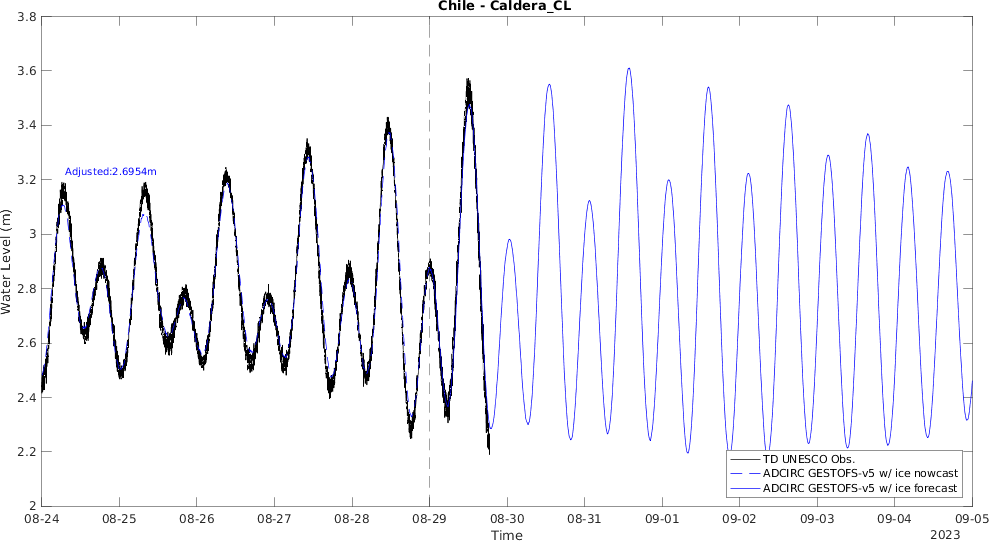 Chile - Caldera_CL
3.8
3.6
3.4
3.2
3
2.8
2.6
2.4
2.2
2
Water Level (m)
Adjusted:2.6954m
TD UNESCO Obs.
ADCIRC GESTOFS-v5 w/ ice nowcast
ADCIRC GESTOFS-v5 w/ ice forecast
08-24 08-25 08-26 08-27 08-28 08-29 08-30 08-31 09-01 09-02 09-03 09-04 09-05
Time
2023